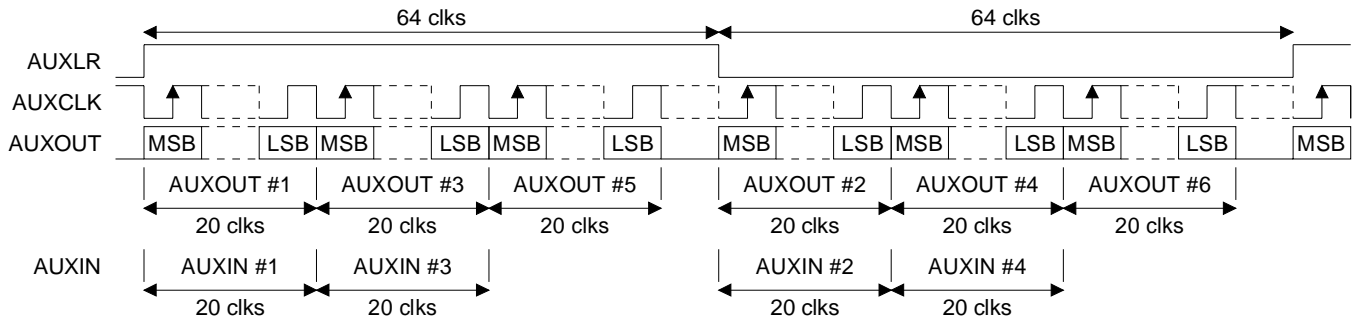 64 clks 64 clks
AUXLR
AUXCLK
AUXOUT MSB LSB MSB LSB MSB LSB MSB LSB MSB LSB MSB LSB MSB
AUXOUT #1 AUXOUT #3 AUXOUT #5 AUXOUT #2 AUXOUT #4 AUXOUT #6
20 clks 20 clks 20 clks 20 clks 20 clks 20 clks
AUXIN AUXIN #1 AUXIN #3 AUXIN #2 AUXIN #4
20 clks 20 clks 20 clks 20 clks